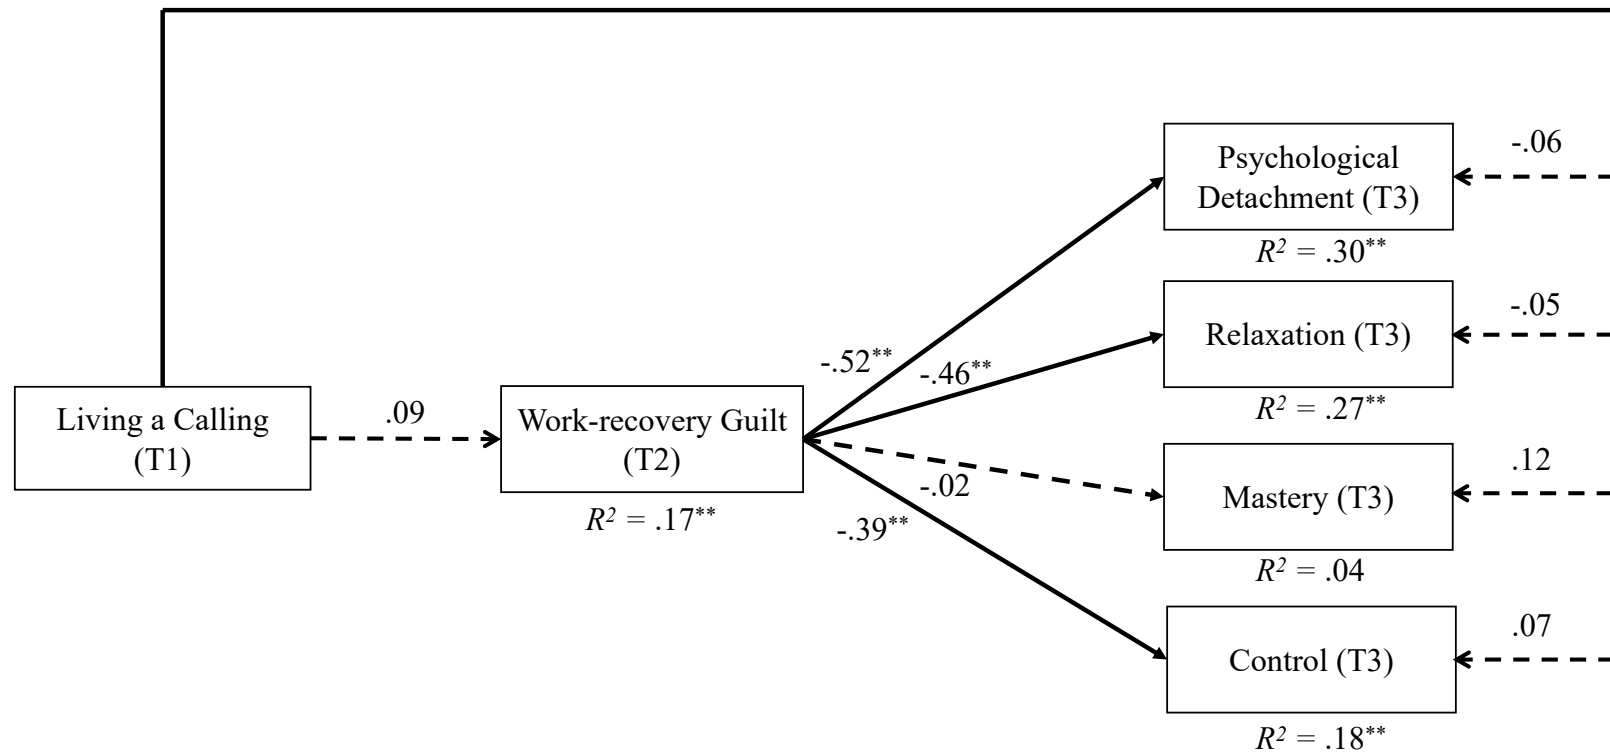 Psychological
Detachment (T3)
-.06
R² = .30**
Relaxation (T3)
-.05
-.52**
-.46**
R² = .27**
Living a Calling
(T1)
.09
Work-recovery Guilt
(T2)
R² = .17**
-.02
-.39**
Mastery (T3)
.12
R² = .04
Control (T3)
.07
R² = .18**